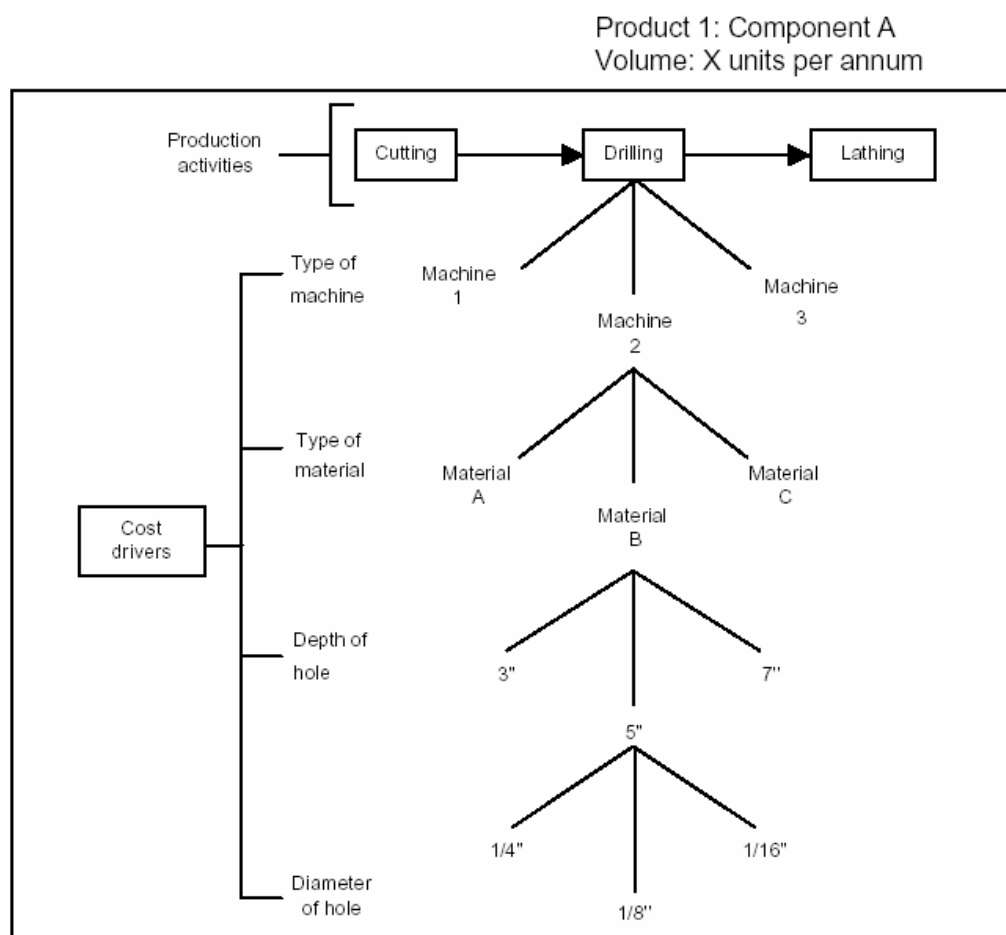 Product 1: Component A
Volume: X units per annum
Production
activities
Cutting
Drilling
Lathing
Type of
machine
Machine
1
Machine
2
Machine
3
Type of
material
Material
A
Material
B
Material
C
Cost
drivers
Depth of
hole
3"
5"
7"
1/4"
1/8"
1/16"
Diameter
of hole